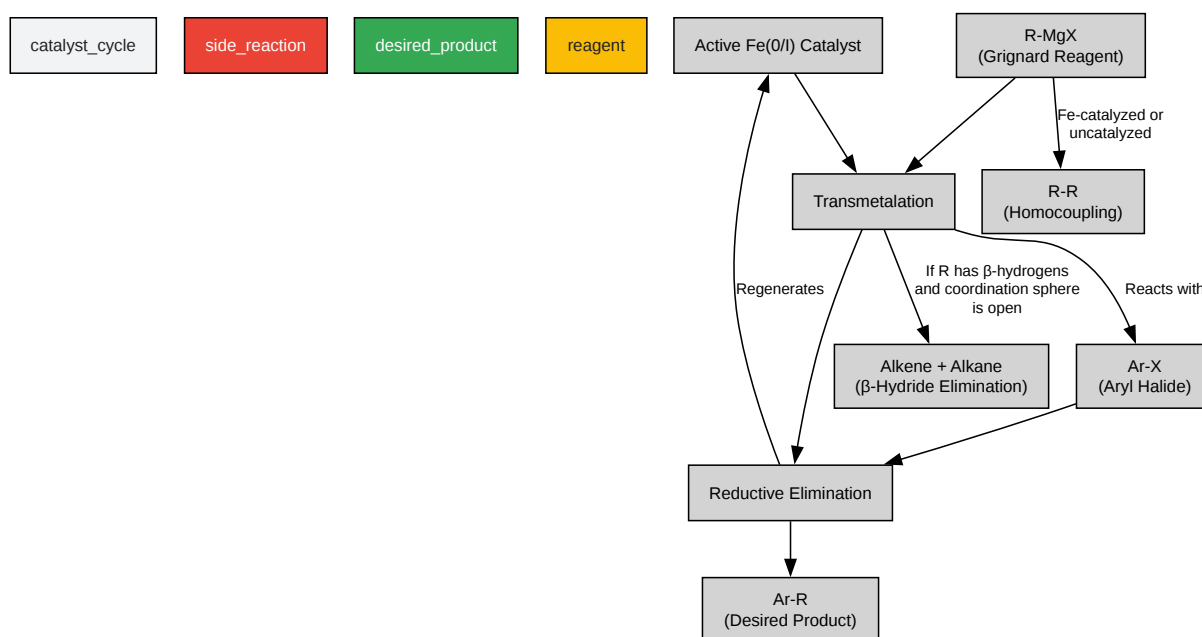 catalyst_cycle
side_reaction
desired_product
reagent
Active Fe(0/I) Catalyst
R-MgX
(Grignard Reagent)
Fe-catalyzed or
uncatalyzed
R-R
(Homocoupling)
Transmetalation
If R has β-hydrogens
and coordination sphere
is open
Regenerates
Reacts with
Alkene + Alkane
(β-Hydride Elimination)
Ar-X
(Aryl Halide)
Reductive Elimination
Ar-R
(Desired Product)